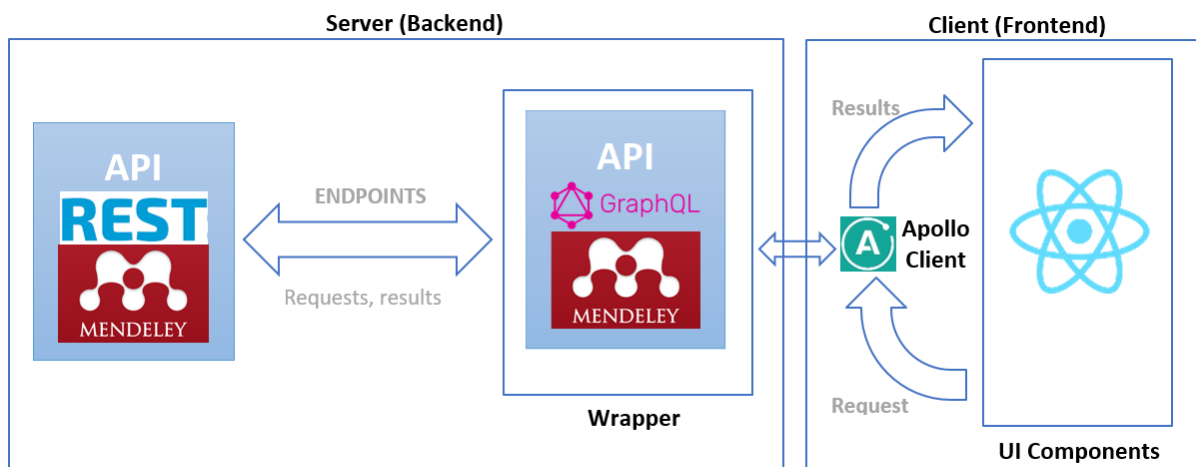 Server (Backend)
Client (Frontend)
API
REST
MENDELEY
ENDPOINTS
Requests, results
API
GraphQL
MENDELEY
Wrapper
Results
A
Apollo
Client
Request
UI Components